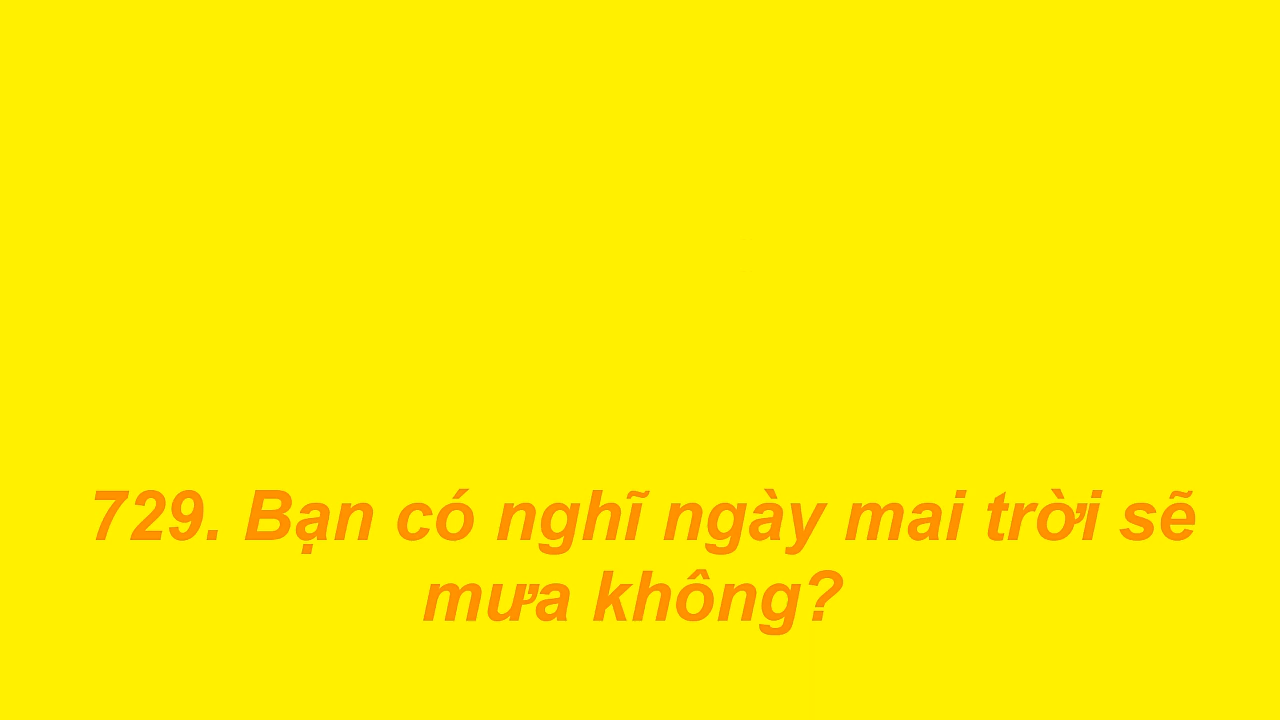 729. Bạn có nghĩ ngày mai trời sẽ
mưa không?